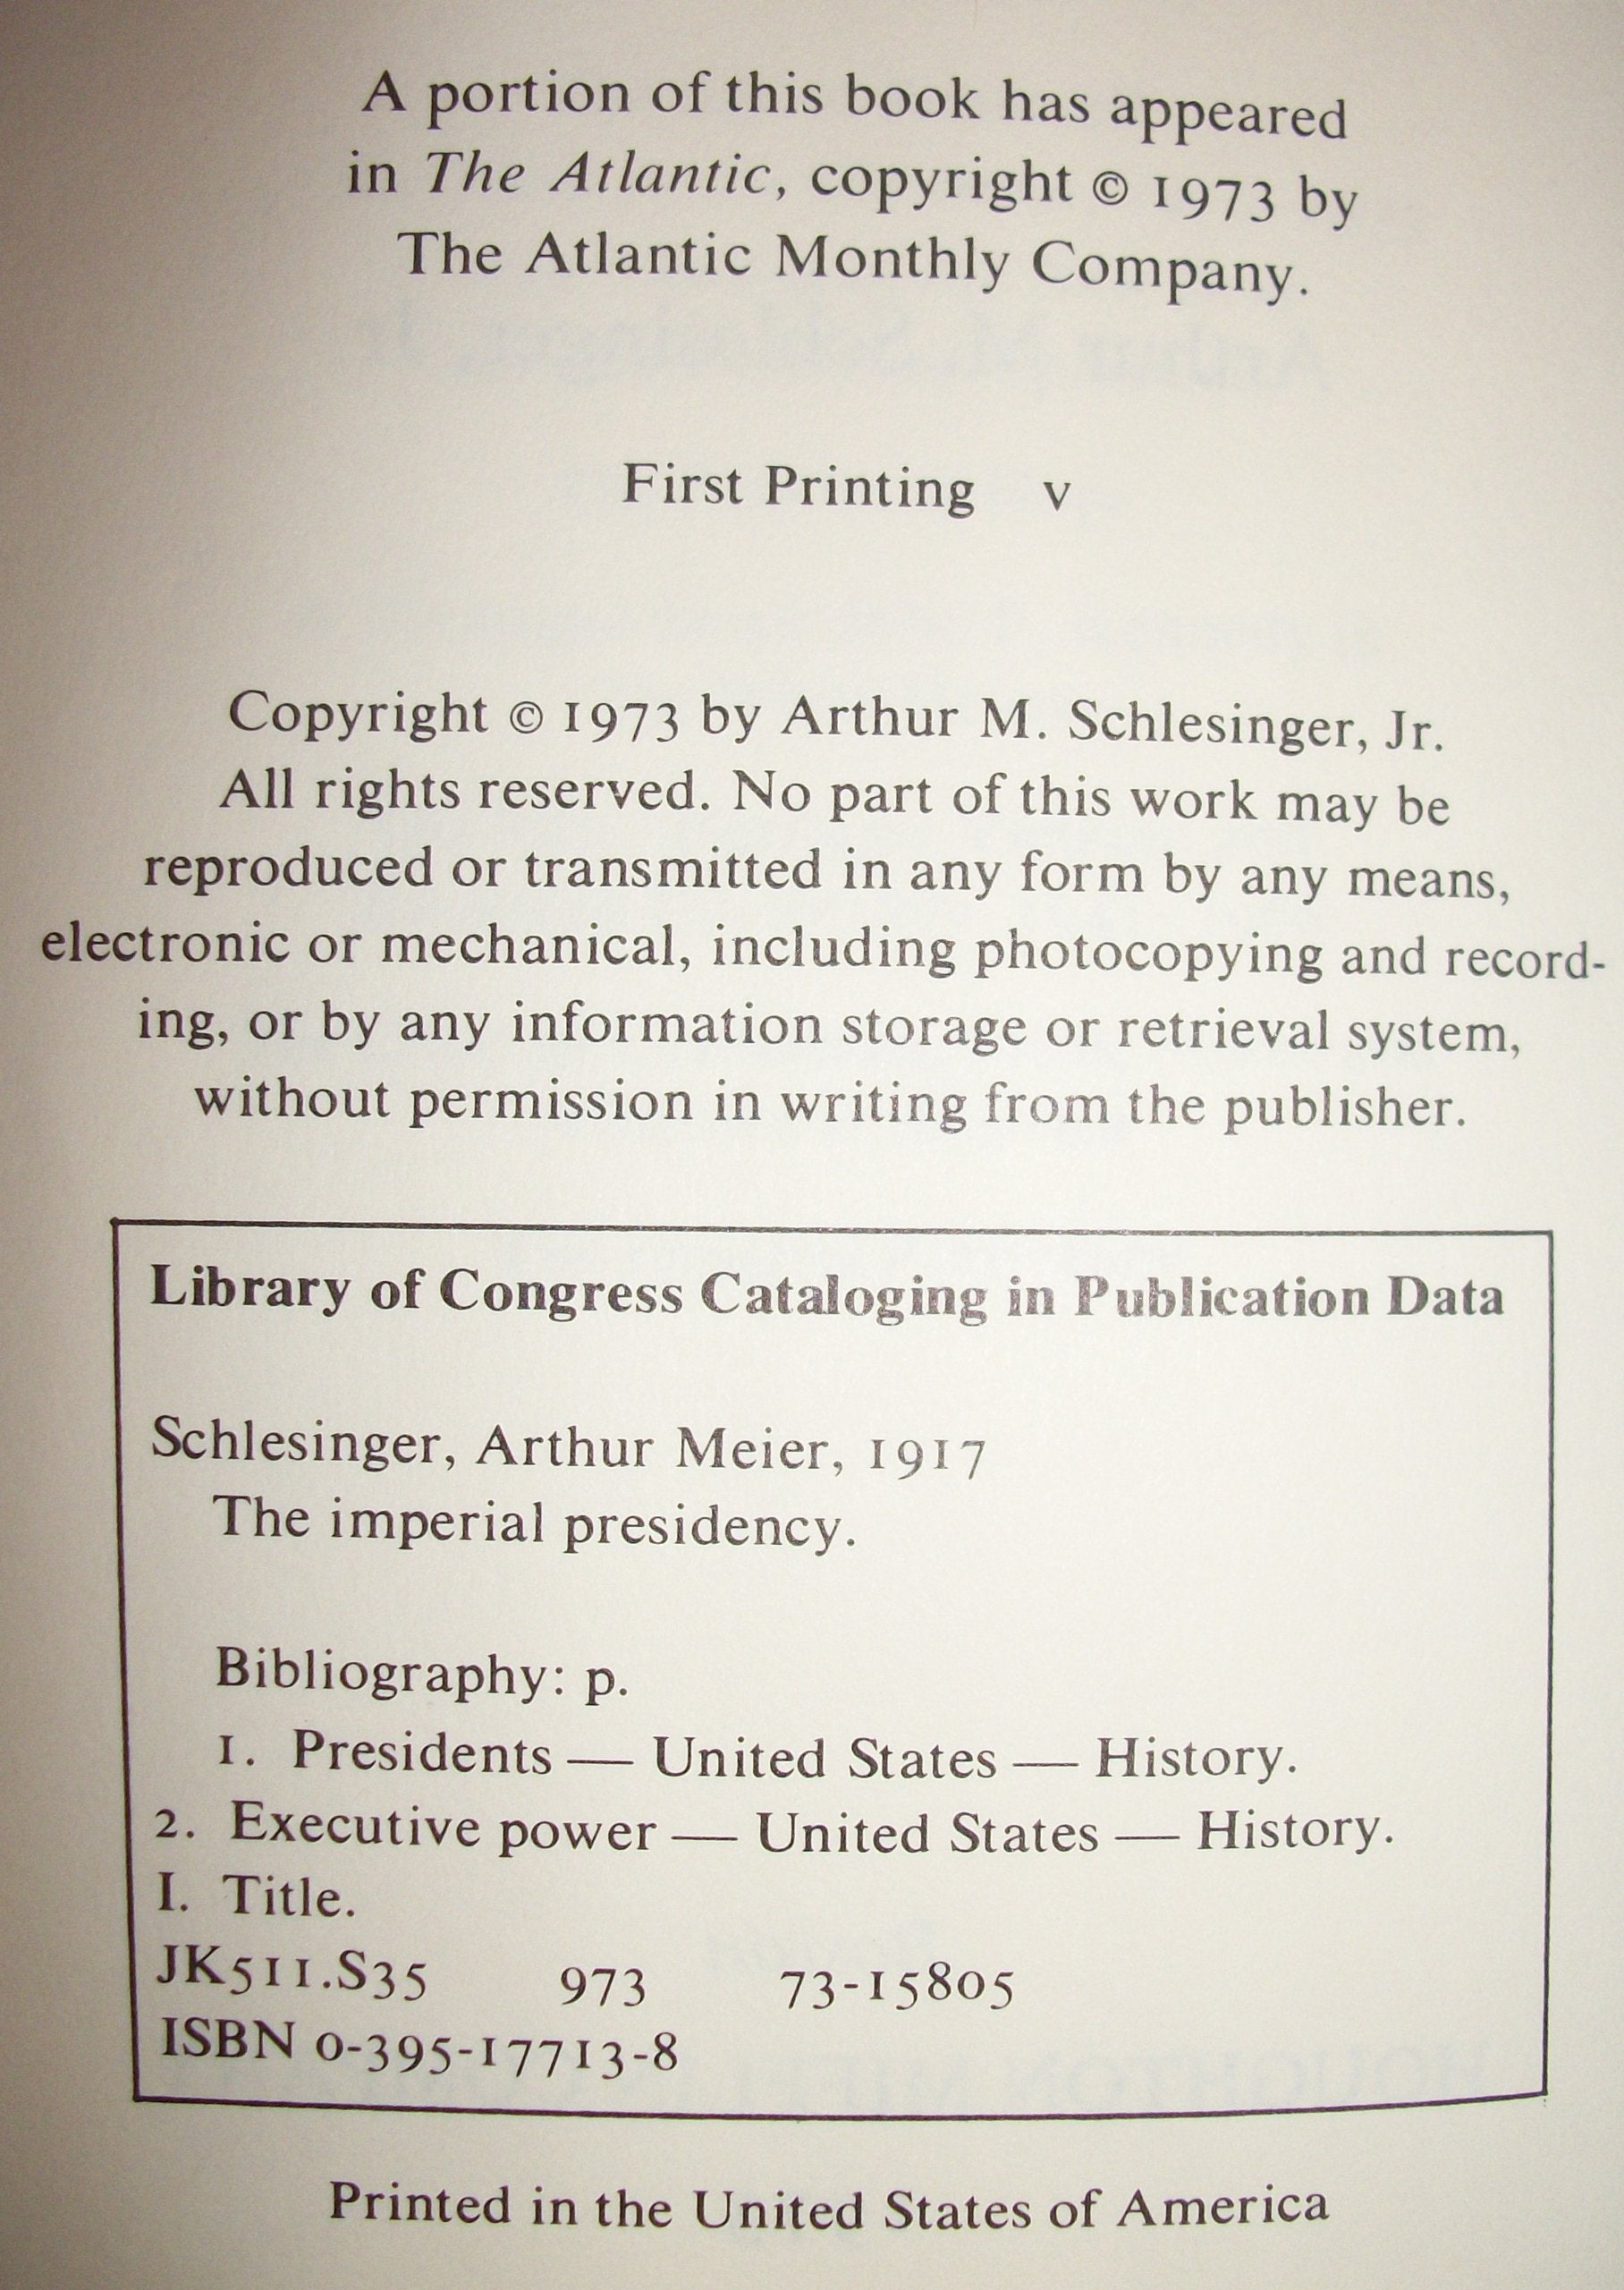 A portion of this book has appeared
in The Atlantic, copyright © 1973 by
The Atlantic Monthly Company.
First Printing v
Copyright © 1973 by Arthur M. Schlesinger, Jr.
All rights reserved. No part of this work may be
reproduced or transmitted in any form by any means,
electronic or mechanical, including photocopying and record-
ing, or by any information storage or retrieval system,
without permission in writing from the publisher.
Library of Congress Cataloging in Publication Data
Schlesinger, Arthur Meier, 1917
The imperial presidency.
Bibliography: p.
1. Presidents — United States — History.
2. Executive power — United States — History.
I. Title.
JK511.S35 973 73-15805
ISBN 0-395-17713-8
Printed in the United States of America